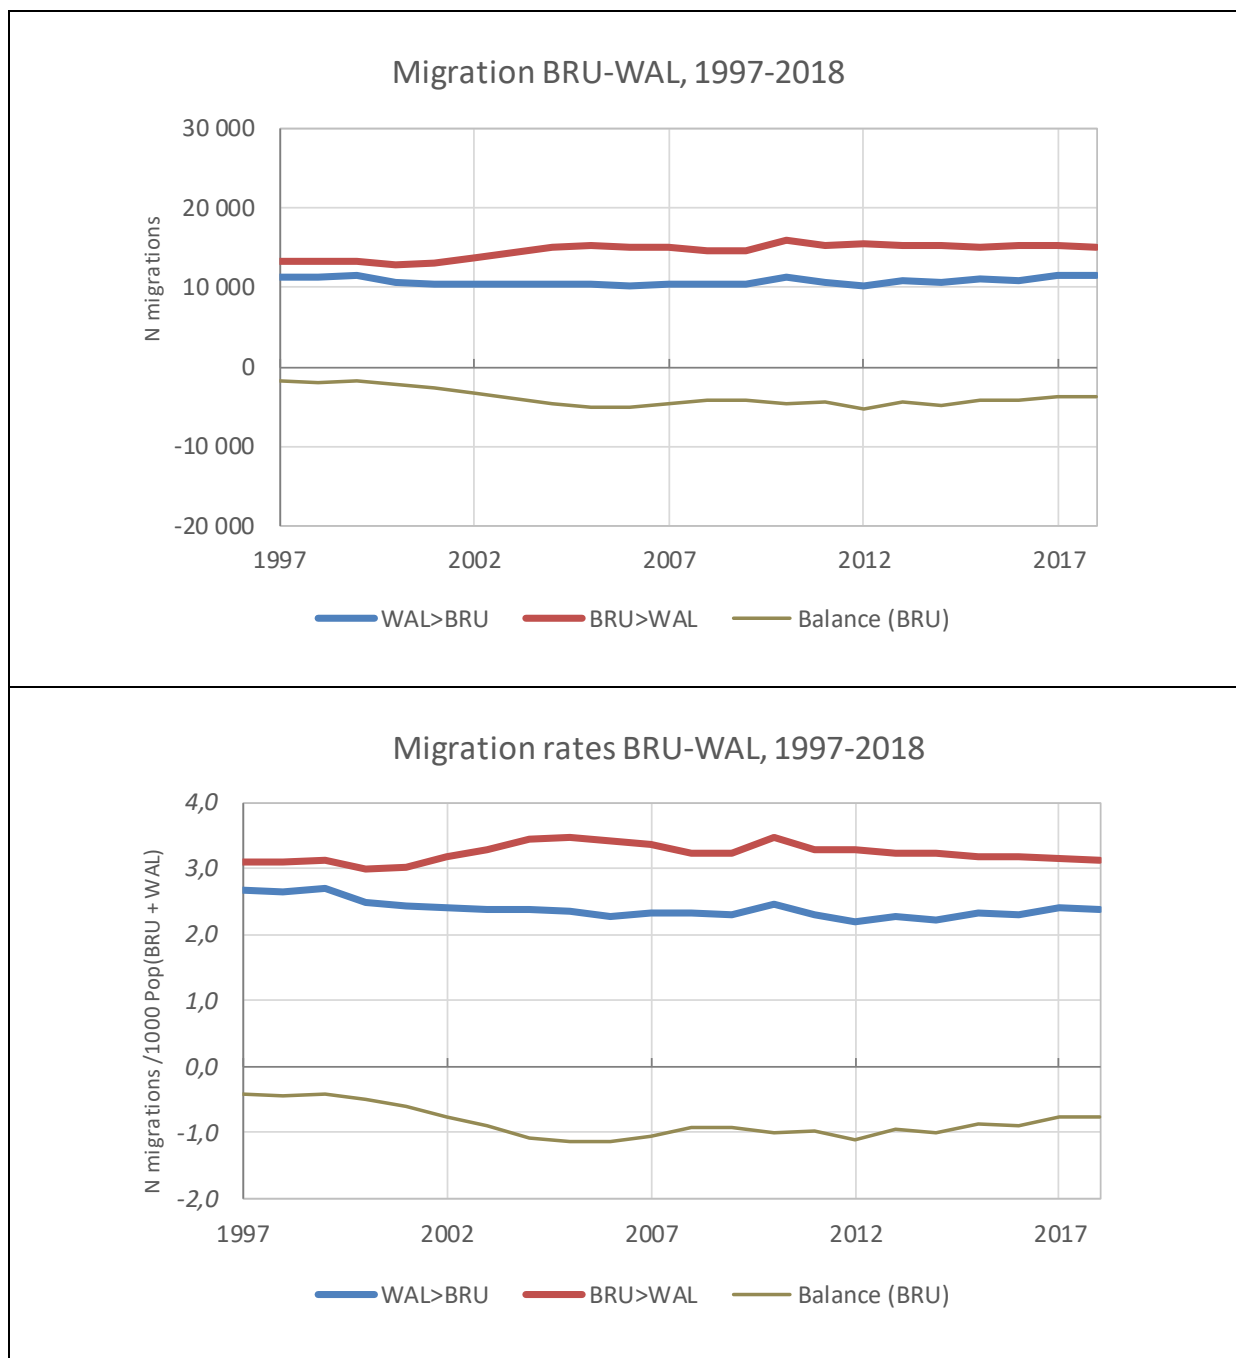 Migration BRU-WAL, 1997-2018
N migrations
30 000
20 000
10 000
0
-10 000
-20 000
1997 2002 2007 2012 2017
WAL>BRU BRU>WAL Balance (BRU)
Migration rates BRU-WAL, 1997-2018
N migrations /1000 Pop(BRU + WAL)
4,0
3,0
2,0
1,0
0,0
-1,0
-2,0
1997 2002 2007 2012 2017
WAL>BRU BRU>WAL Balance (BRU)